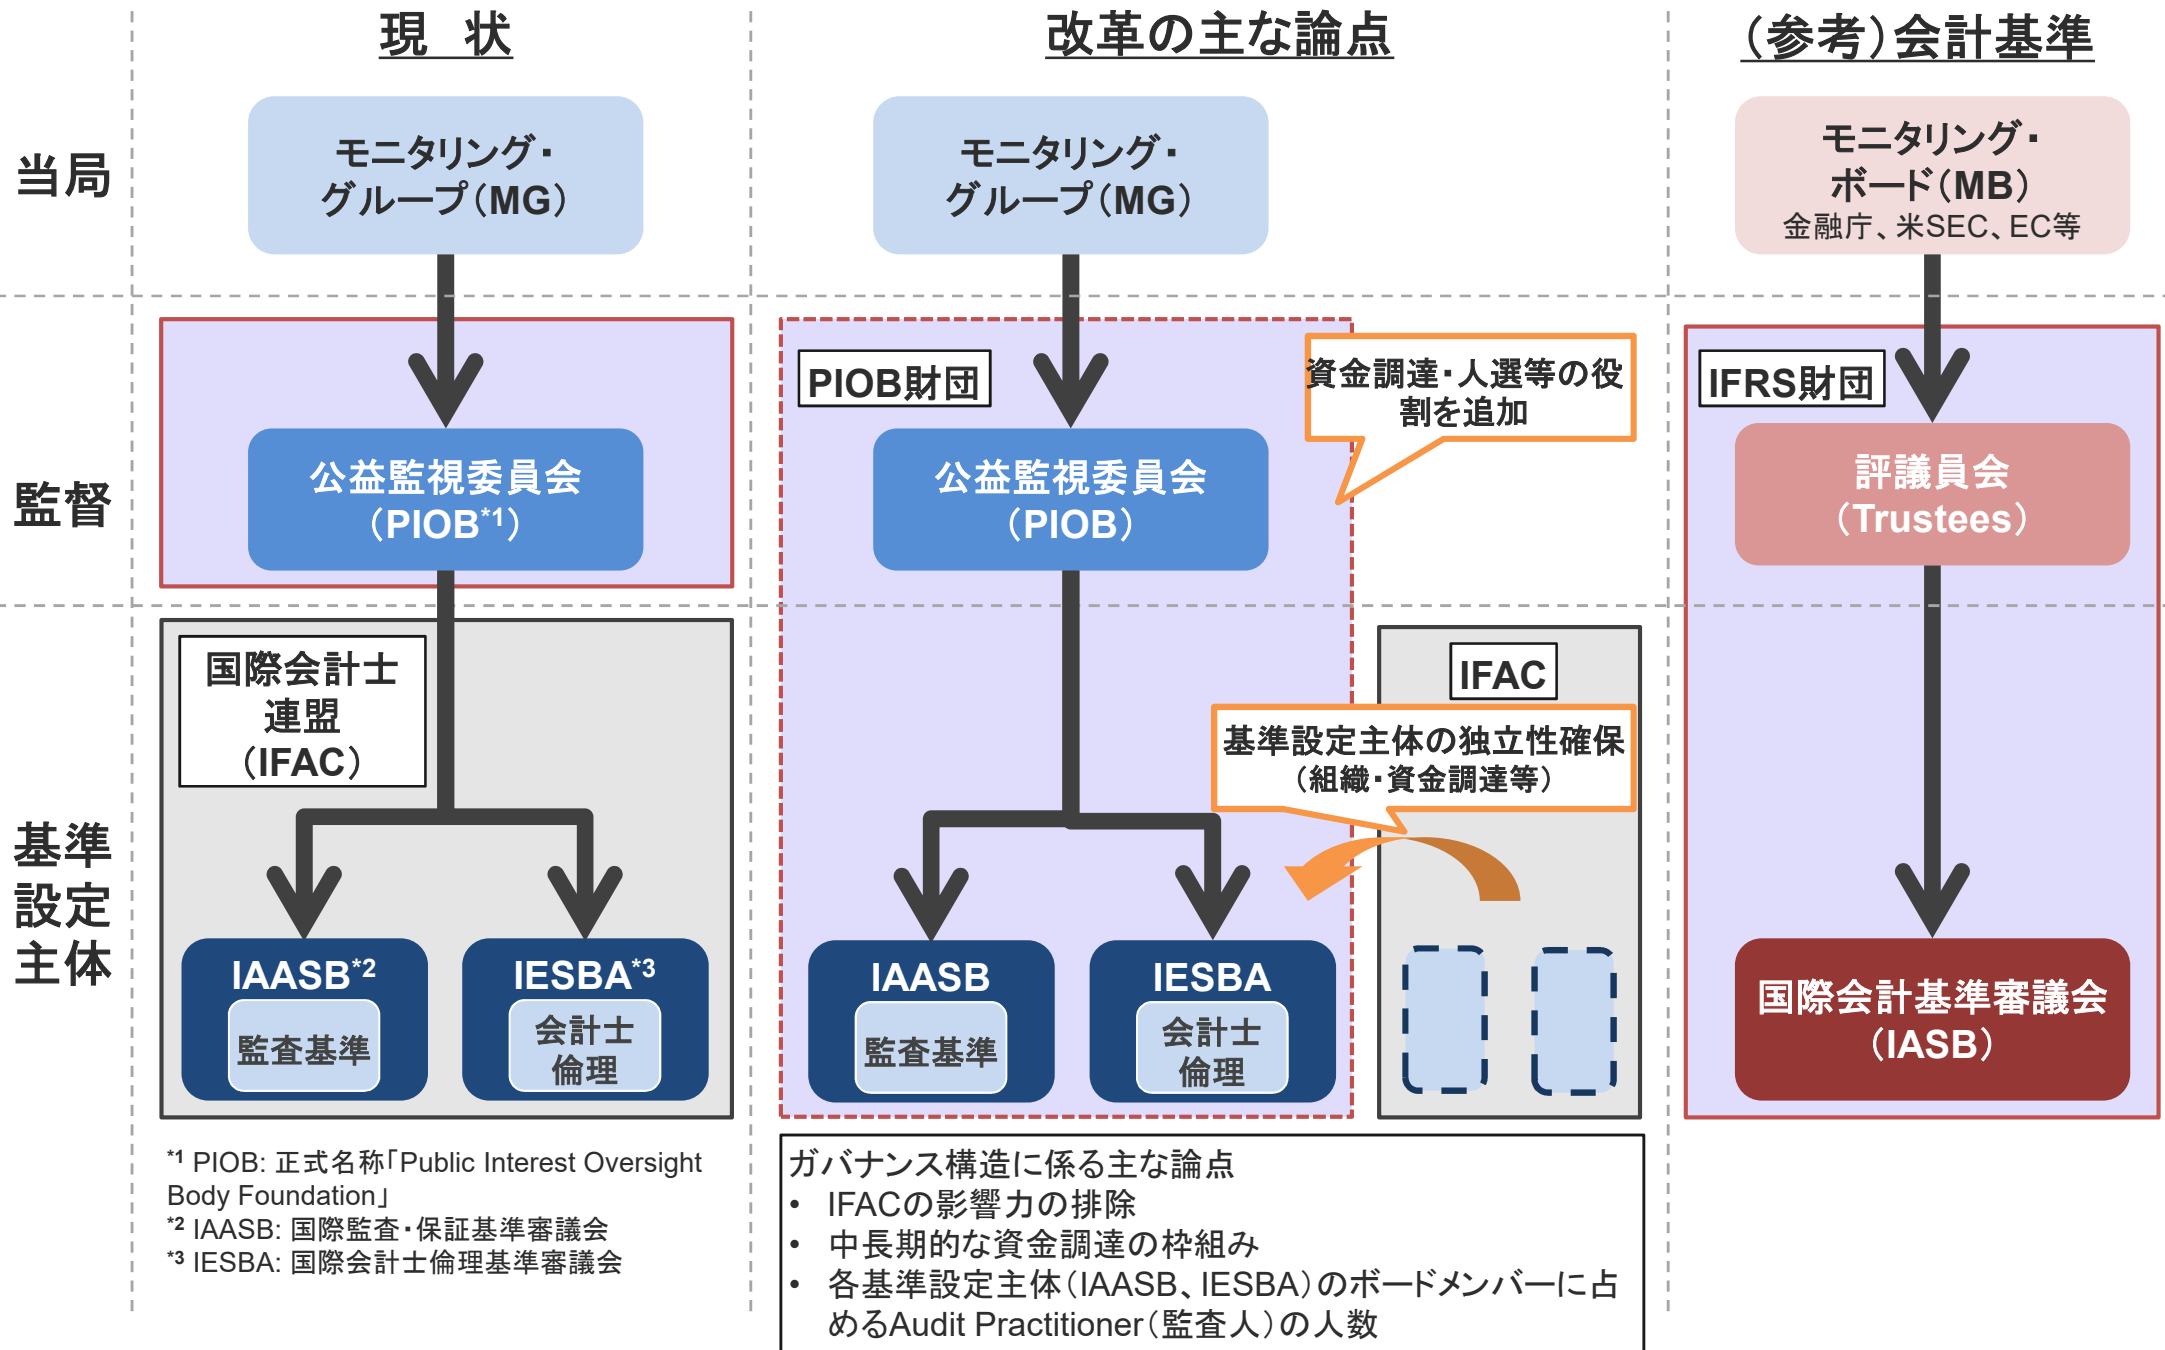 現 状
改革の主な論点
(参考)会計基準
当局
モニタリング・
グループ(MG)
モニタリング・
グループ(MG)
モニタリング・
ボード(MB)
金融庁、米SEC、EC等
監督
公益監視委員会
(PIOB*1)
PIOB財団
公益監視委員会
(PIOB)
資金調達・人選等の役
割を追加
IFRS財団
評議員会
(Trustees)
基準
設定
主体
国際会計士
連盟
(IFAC)
IAASB*2
監査基準
IESBA*3
会計士
倫理
IAASB
監査基準
IESBA
会計士
倫理
IFAC
基準設定主体の独立性確保
(組織・資金調達等)
国際会計基準審議会
(IASB)
*1 PIOB: 正式名称「Public Interest Oversight
Body Foundation」
*2 IAASB: 国際監査・保証基準審議会
*3 IESBA: 国際会計士倫理基準審議会
ガバナンス構造に係る主な論点
• IFACの影響力の排除
• 中長期的な資金調達の枠組み
• 各基準設定主体(IAASB、IESBA)のボードメンバーに占
めるAudit Practitioner(監査人)の人数